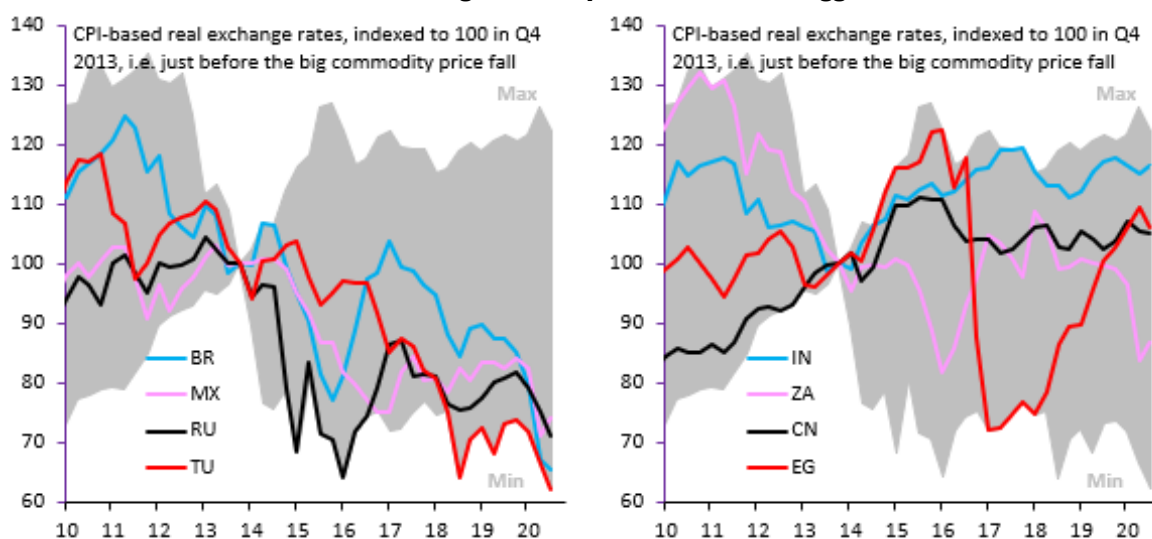 140
130
120
110
100
90
80
70
60
CPI-based real exchange rates, indexed to 100 in Q4
2013, i.e. just before the big commodity price fall
Max
BR
MX
RU
TU
Min
10 11 12 13 14 15 16 17 18 19 20
140
130
120
110
100
90
80
70
60
CPI-based real exchange rates, indexed to 100 in Q4
2013, i.e. just before the big commodity price fall
Max
IN
ZA
CN
EG
Min
10 11 12 13 14 15 16 17 18 19 20